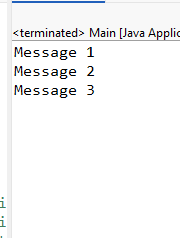 <terminated> Main [Java Applic
Message 1
Message 2
Message 3
i
i